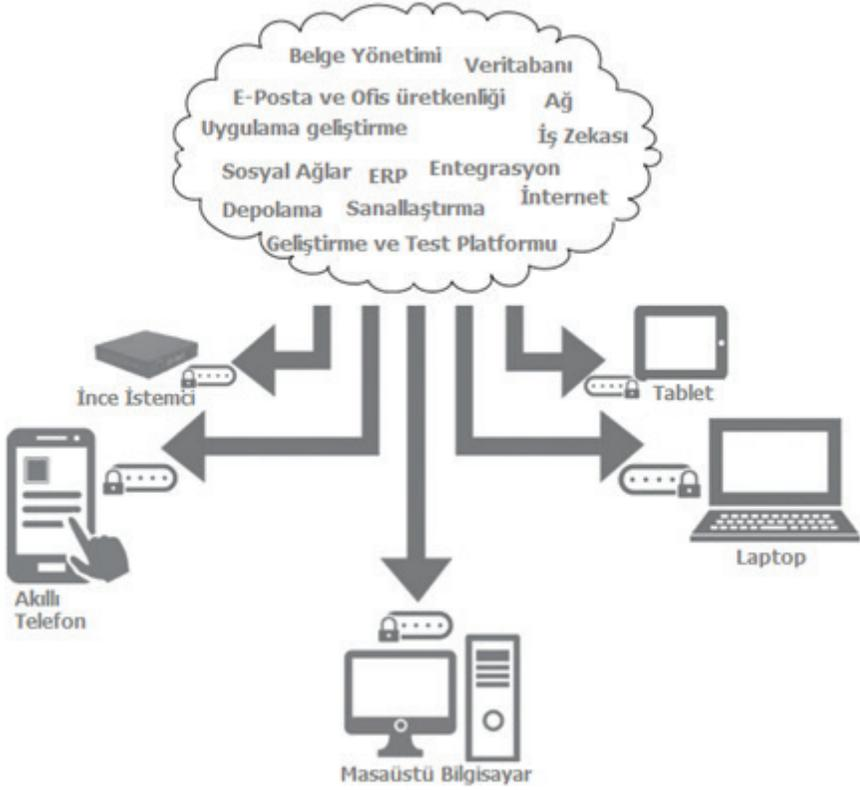 Belge Yönetimi
Veritabanı
E-Posta ve Ofis üretkenliği
Ağ
Uygulama geliştirme
İş Zekası
Sosyal Ağlar
ERP
Entegrasyon
İnternet
Depolama
Sanallaştırma
Geliştirme ve Test Platformu
İnce İstemci
Tablet
Akıllı
Telefon
Laptop
Masaüstü Bilgisayar